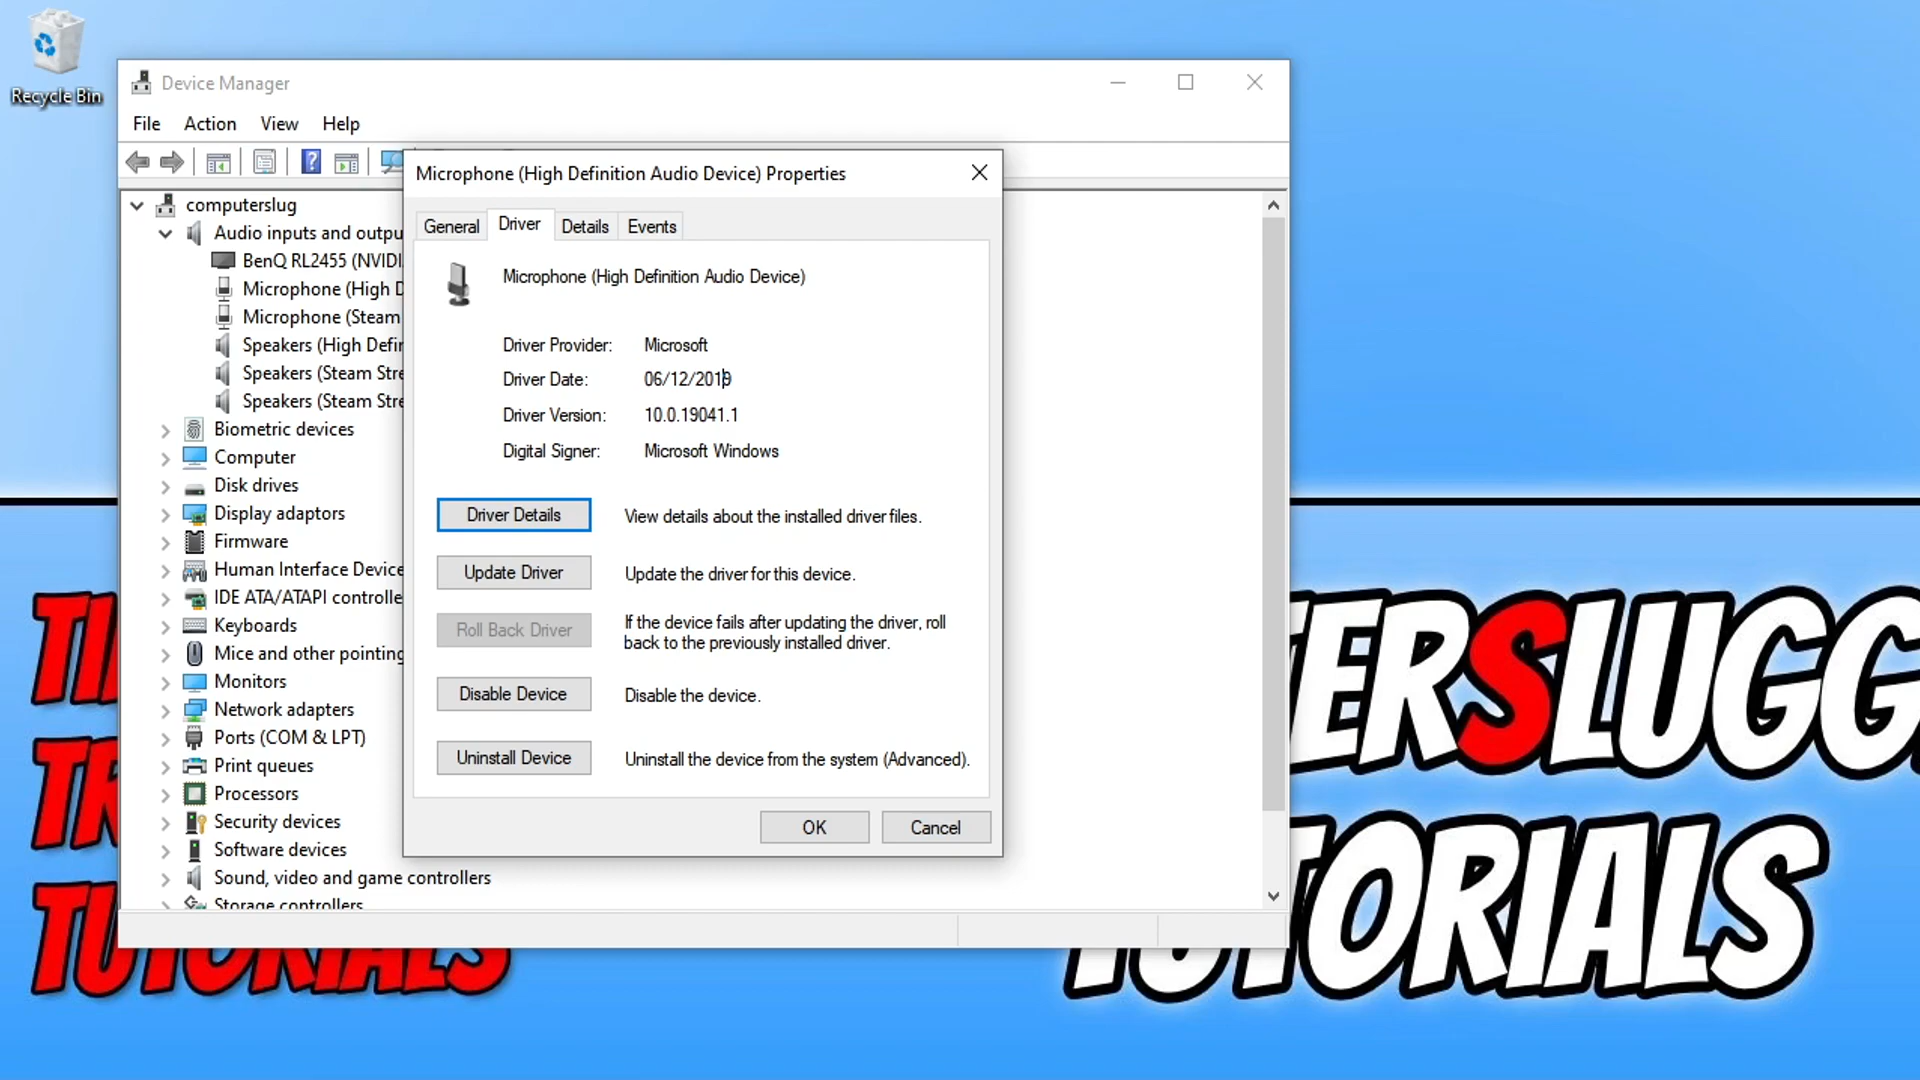 Recycle Bin
Device Manager
File Action View Help
computerslug
Audio inputs and outpu
BenQ RL2455 (NVIDI
Microphone (High D
Microphone (Steam
Speakers (High Defir
Speakers (Steam Stre
Speakers (Steam Stre
Biometric devices
Computer
Disk drives
Display adaptors
Firmware
Human Interface Device
IDE ATA/ATAPI controlle
Keyboards
Mice and other pointing
Monitors
Network adapters
Ports (COM & LPT)
Print queues
Processors
Security devices
Software devices
Sound, video and game controllers
Storage controllers
Microphone (High Definition Audio Device) Properties
General Driver Details Events
Microphone (High Definition Audio Device)
Driver Provider: Microsoft
Driver Date: 06/12/2019
Driver Version: 10.0.19041.1
Digital Signer: Microsoft Windows
Driver Details View details about the installed driver files.
Update Driver Update the driver for this device.
Roll Back Driver If the device fails after updating the driver, roll
back to the previously installed driver.
Disable Device Disable the device.
Uninstall Device Uninstall the device from the system (Advanced).
OK Cancel
TI
TR
TUTORIALS
TERSLUGG
TUTORIALS